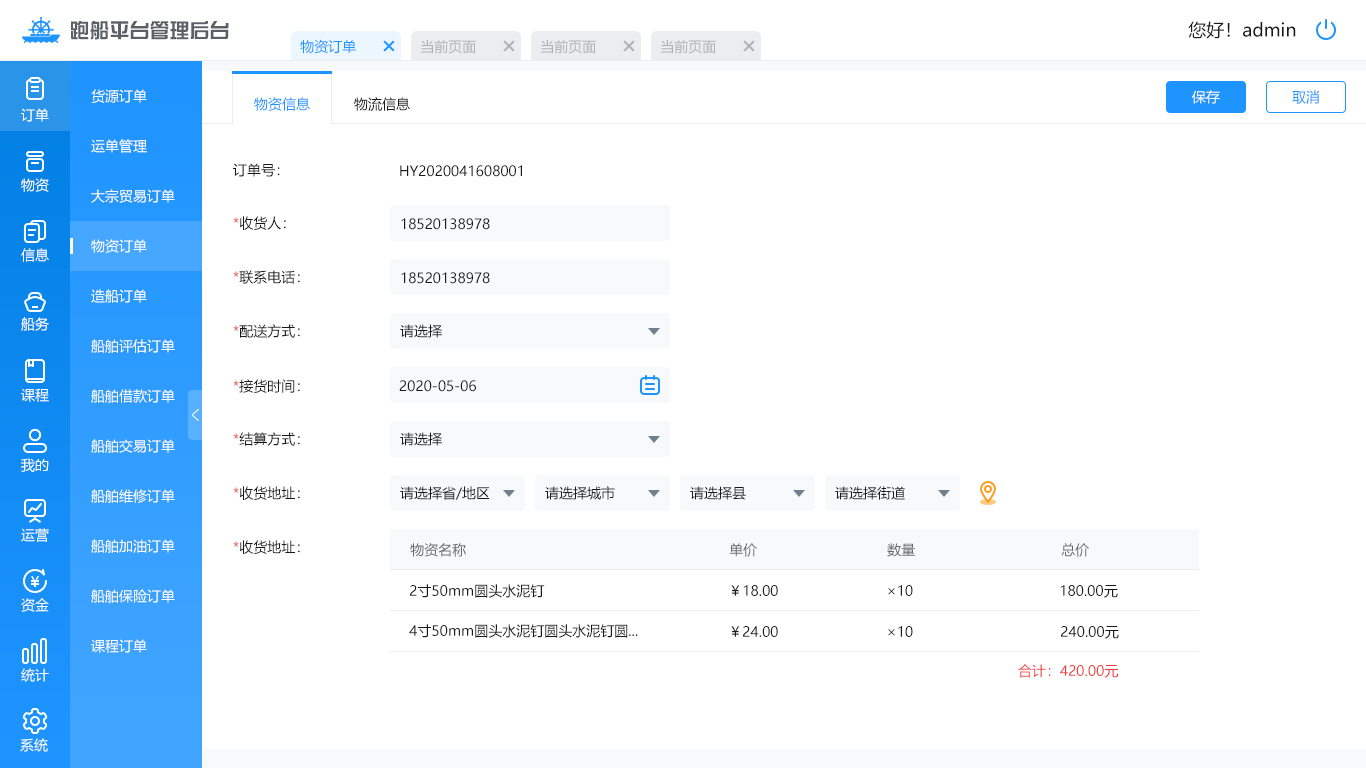 跑船平台管理后台
物资订单
当前页面
当前页面
当前页面
您好！admin
订单
物资
信息
船务
课程
我的
运营
资金
统计
系统
货源订单
运单管理
大宗贸易订单
物资订单
造船订单
船舶评估订单
船舶借款订单
船舶交易订单
船舶维修订单
船舶加油订单
船舶保险订单
课程订单
物资信息
物流信息
保存
取消
订单号：
HY2020041608001
*收货人：
18520138978
*联系电话：
18520138978
*配送方式：
请选择
*接货时间：
2020-05-06
*结算方式：
请选择
*收货地址：
请选择省/地区
请选择城市
请选择县
请选择街道
*收货地址：
物资名称 单价 数量 总价
2寸50mm圆头水泥钉 ￥18.00 ×10 180.00元
4寸50mm圆头水泥钉圆头水泥钉圆... ￥24.00 ×10 240.00元
合计：420.00元